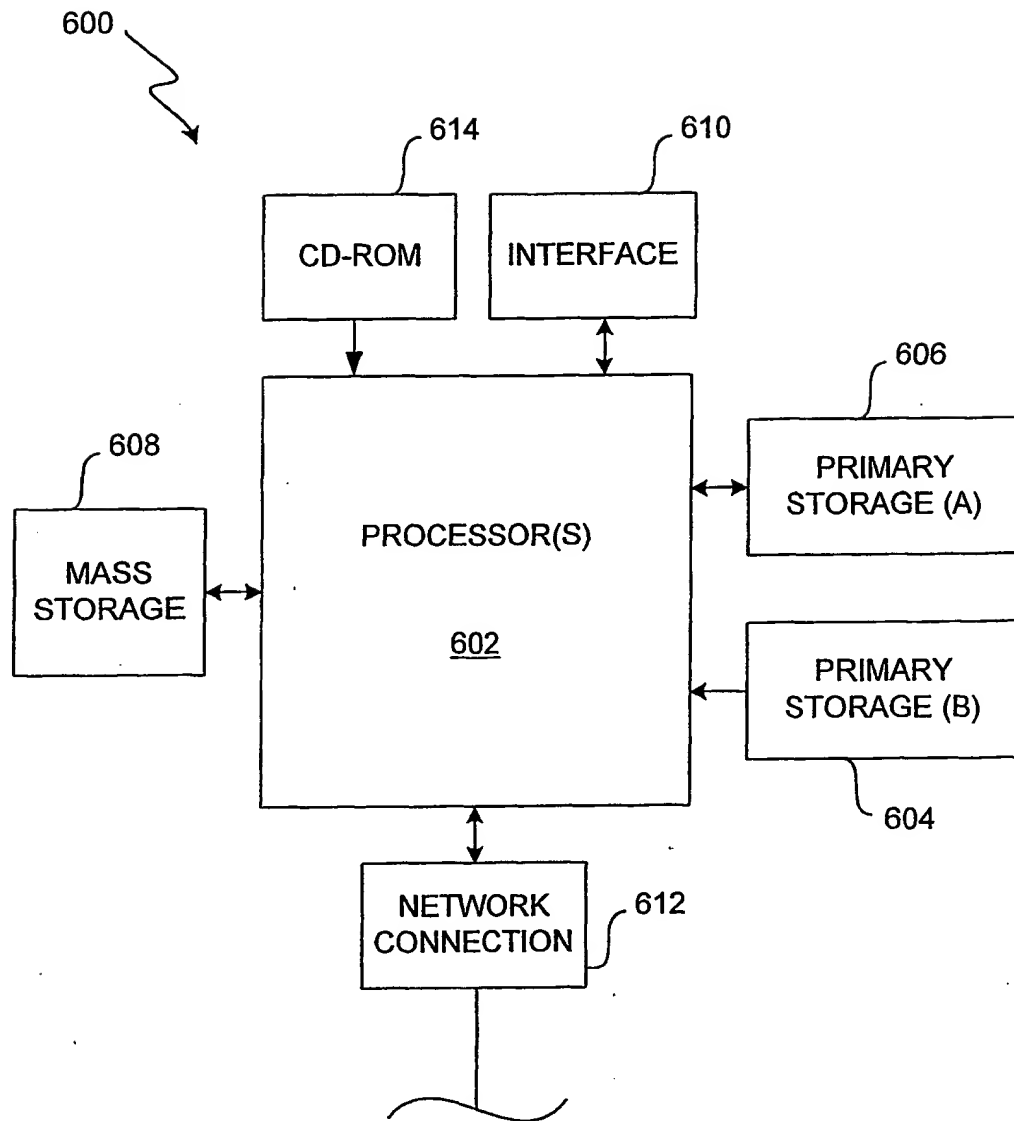 600
614
610
CD-ROM
INTERFACE
606
608
PRIMARY
STORAGE (A)
PROCESSOR(S)
MASS
STORAGE
602
PRIMARY
STORAGE (B)
604
NETWORK
CONNECTION
612